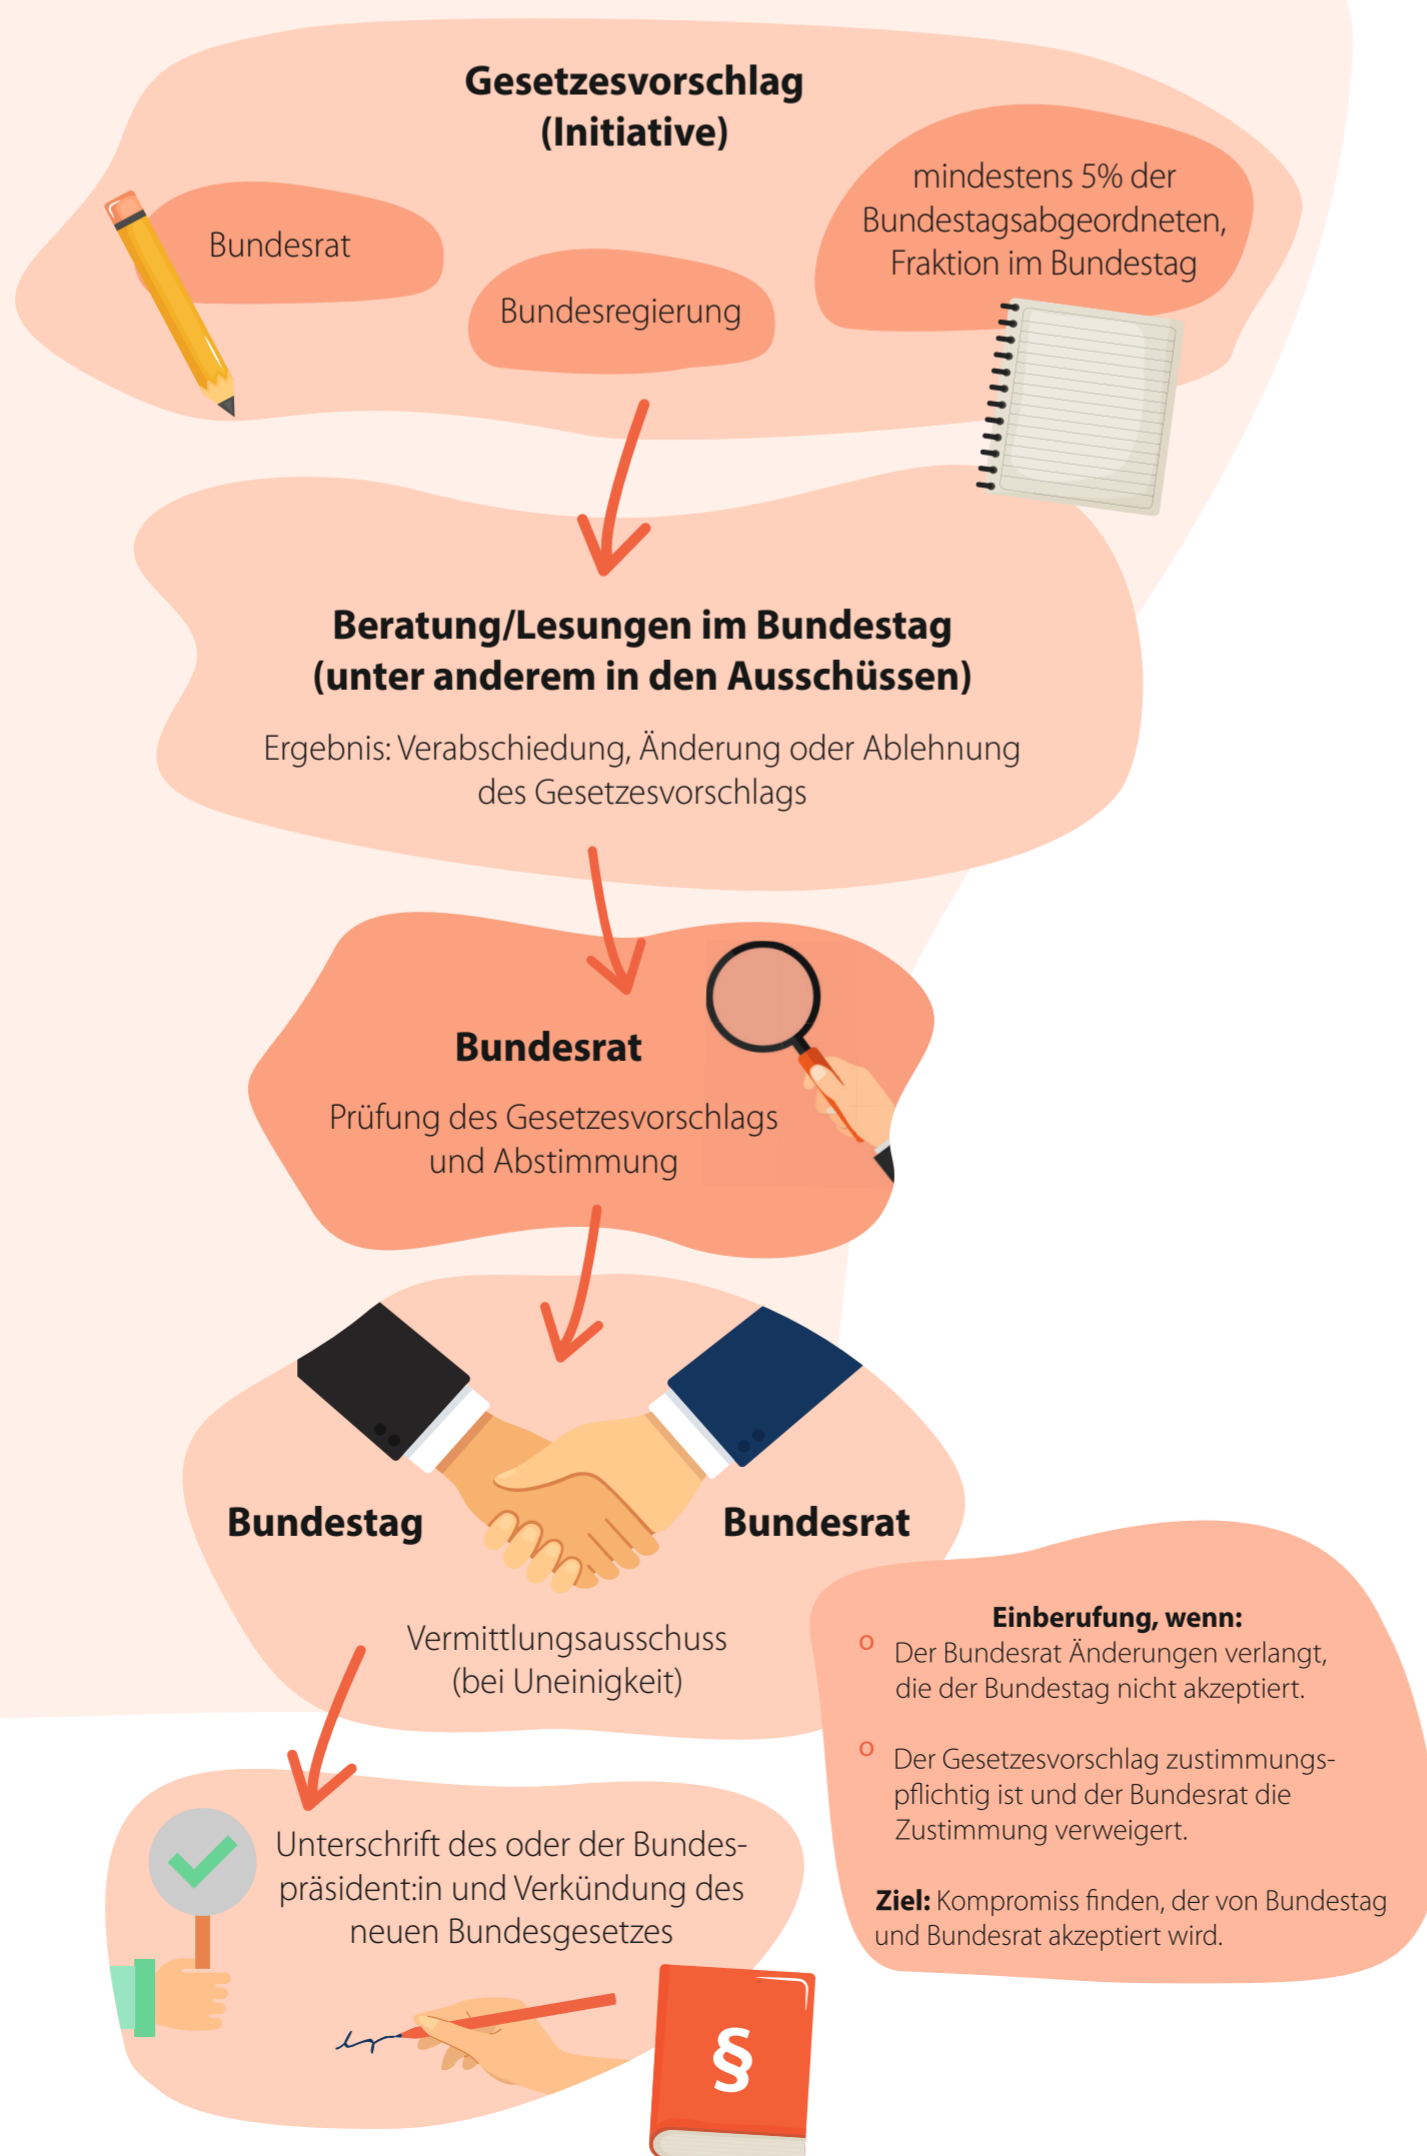 Gesetzesvorschlag
(Initiative)
Bundesrat
Bundesregierung
mindestens 5% der
Bundestagsabgeordneten,
Fraktion im Bundestag
Beratung/Lesungen im Bundestag
(unter anderem in den Ausschüssen)
Ergebnis: Verabschiedung, Änderung oder Ablehnung
des Gesetzesvorschlags
Bundesrat
Prüfung des Gesetzesvorschlags
und Abstimmung
Bundestag
Bundesrat
Vermittlungsausschuss
(bei Uneinigkeit)
Einberufung, wenn:
o Der Bundesrat Änderungen verlangt,
die der Bundestag nicht akzeptiert.
o Der Gesetzesvorschlag zustimmungs-
pflichtig ist und der Bundesrat die
Zustimmung verweigert.
Ziel: Kompromiss finden, der von Bundestag
und Bundesrat akzeptiert wird.
Unterschrift des oder der Bundes-
präsident:in und Verkündung des
neuen Bundesgesetzes
§